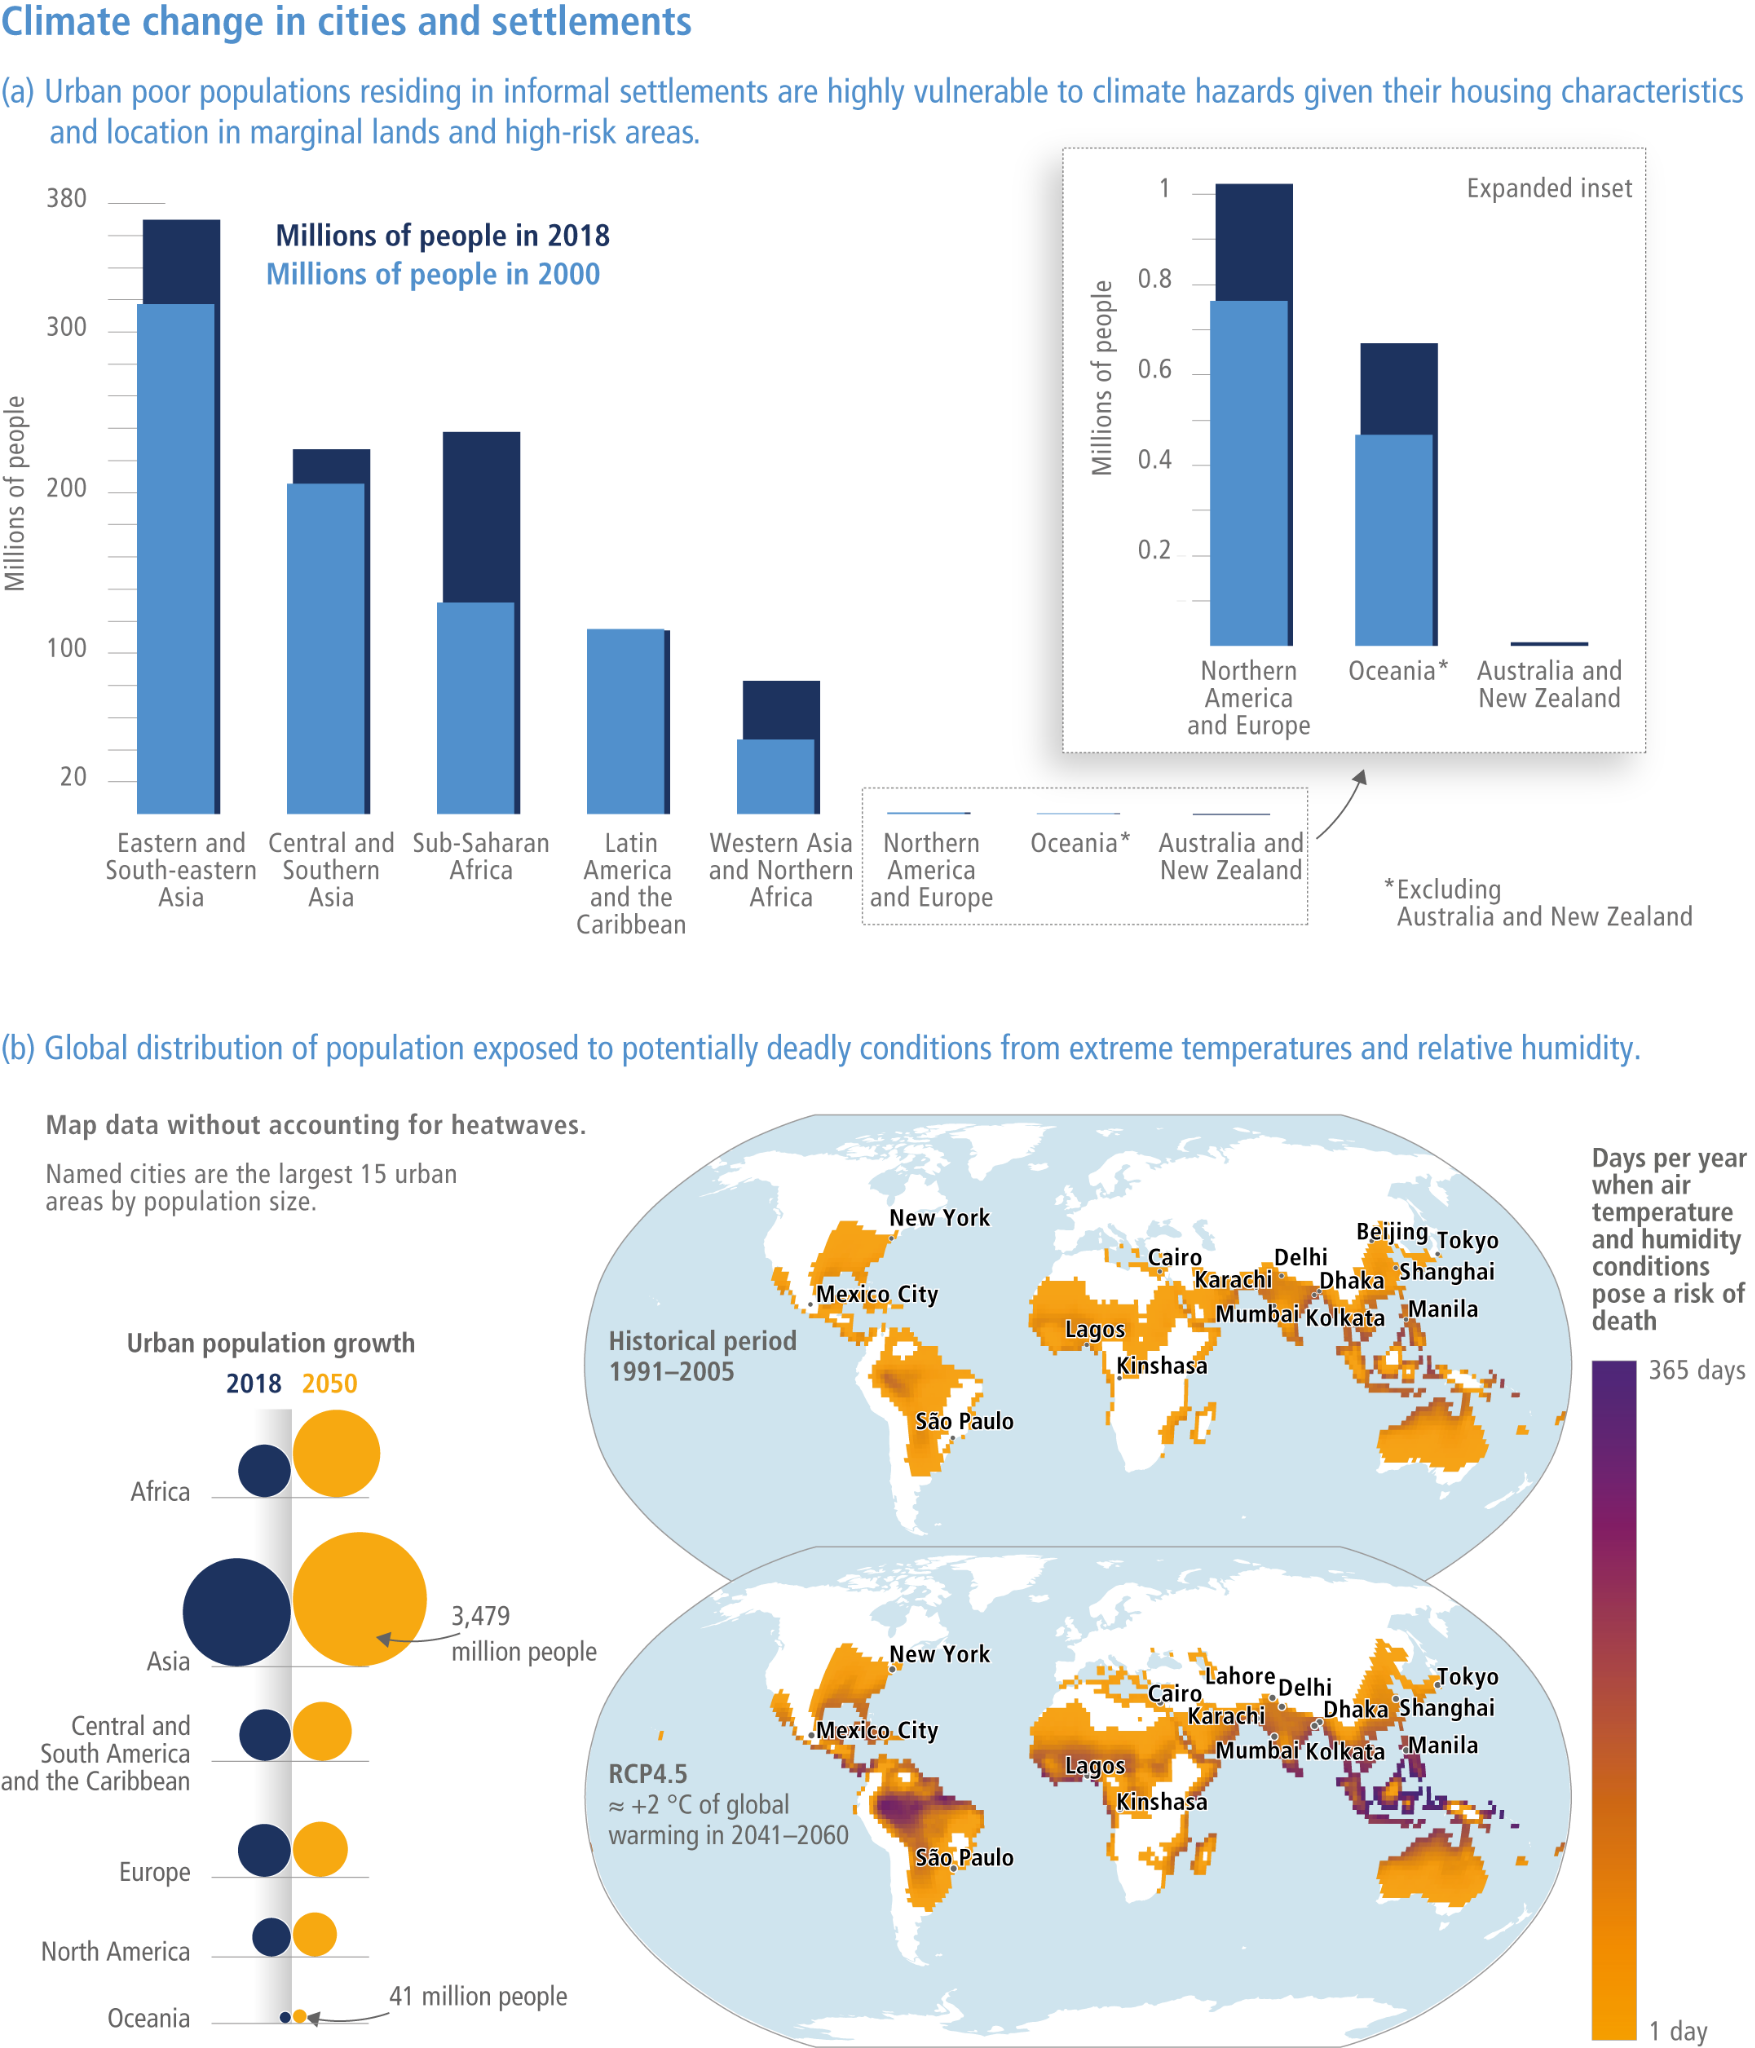 Climate change in cities and settlements
(a) Urban poor populations residing in informal settlements are highly vulnerable to climate hazards given their housing characteristics
and location in marginal lands and high-risk areas.
380
300
200
100
20
Millions of people
Millions of people in 2018
Millions of people in 2000
Eastern and
South-eastern
Asia
Central and
Southern
Asia
Sub-Saharan
Africa
Latin
America
and the
Caribbean
Western Asia
and Northern
Africa
Northern
America
and Europe
Oceania*
Australia and
New Zealand
Expanded inset
1
0.8
0.6
0.4
0.2
Millions of people
Northern
America
and Europe
Oceania*
Australia and
New Zealand
*Excluding
Australia and New Zealand
(b) Global distribution of population exposed to potentially deadly conditions from extreme temperatures and relative humidity.
Map data without accounting for heatwaves.
Named cities are the largest 15 urban
areas by population size.
Urban population growth
2018 2050
Africa
Asia
3,479
million people
Central and
South America
and the Caribbean
Europe
North America
Oceania
41 million people
Historical period
1991–2005
New York
Mexico City
São Paulo
Lagos
Kinshasa
Cairo
Karachi
Delhi
Mumbai
Kolkata
Dhaka
Beijing
Tokyo
Shanghai
Manila
RCP4.5
≈ +2 °C of global
warming in 2041–2060
New York
Mexico City
São Paulo
Lagos
Kinshasa
Cairo
Lahore
Karachi
Delhi
Mumbai
Kolkata
Dhaka
Tokyo
Shanghai
Manila
Days per year
when air
temperature
and humidity
conditions
pose a risk of
death
365 days
1 day